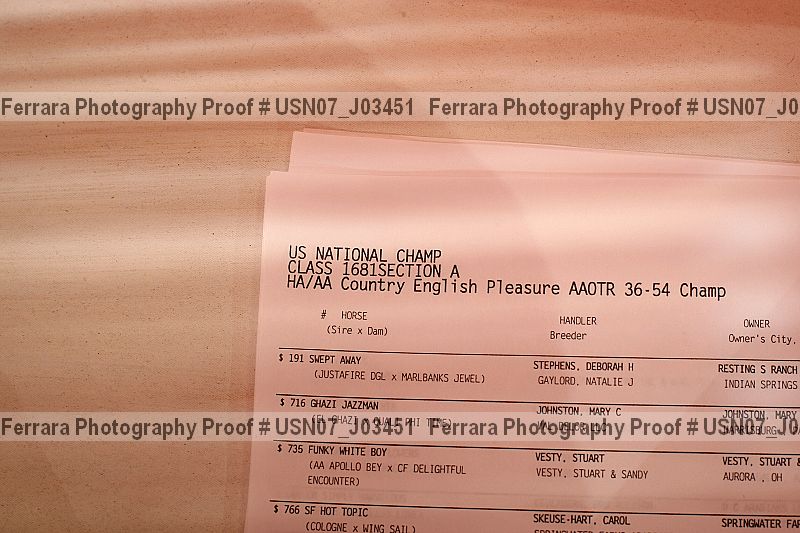 Ferrara Photography Proof # USN07_J03451 Ferrara Photography Proof # USN07_J0
US NATIONAL CHAMP
CLASS 1681SECTION A
HA/AA Country English Pleasure AAOTR 36-54 Champ
# HORSE HANDLER OWNER
(Sire x Dam) Breeder Owner's City,
$ 191 SWEPT AWAY STEPHENS, DEBORAH H RESTING S RANCH
(JUSTAFIRE DGL x MARLBANKS JEWEL) GAYLORD, NATALIE J INDIAN SPRINGS
$ 716 GHAZI JAZZMAN JOHNSTON, MARY C JOHNSTON, MARY
Ferrara Photography Proof # USN07_J03451 Ferrara Photography Proof # USN07_J0
$ 735 FUNKY WHITE BOY VESTY, STUART VESTY, STUART &
(AA APOLLO BEY x CF DELIGHTFUL VESTY, STUART & SANDY AURORA , OH
ENCOUNTER)
$ 766 SF HOT TOPIC SKEUSE-HART, CAROL SPRINGWATER FAR
(COLOGNE x WING SAIL)